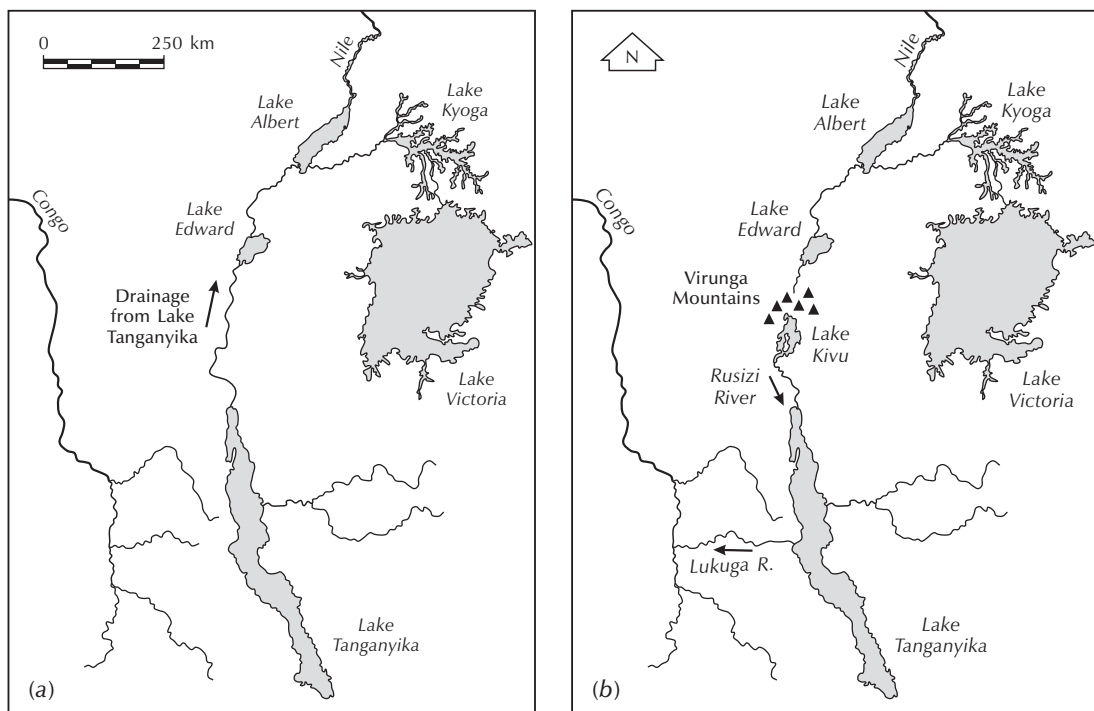 0 250 km
Nile
Lake
Albert
Lake
Kyoga
Congo
Lake
Edward
Drainage
from Lake
Tanganyika
Lake
Victoria
Lake
Tanganyika
(a)
N
Nile
Lake
Albert
Lake
Kyoga
Congo
Lake
Edward
Virunga
Mountains
Lake
Kivu
Rusizi
River
Lake
Victoria
Lukuga R.
Lake
Tanganyika
(b)